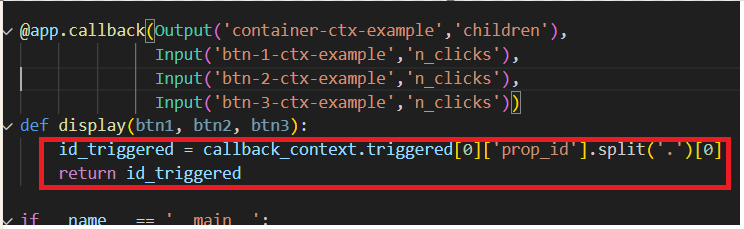 @app.callback(Output('container-ctx-example','children'),
Input('btn-1-ctx-example','n_clicks'),
Input('btn-2-ctx-example','n_clicks'),
Input('btn-3-ctx-example','n_clicks'))
def display(btn1, btn2, btn3):
id_triggered = callback_context.triggered[0]['prop_id'].split('.')[0]
return id_triggered
if __name__ == '__main__':